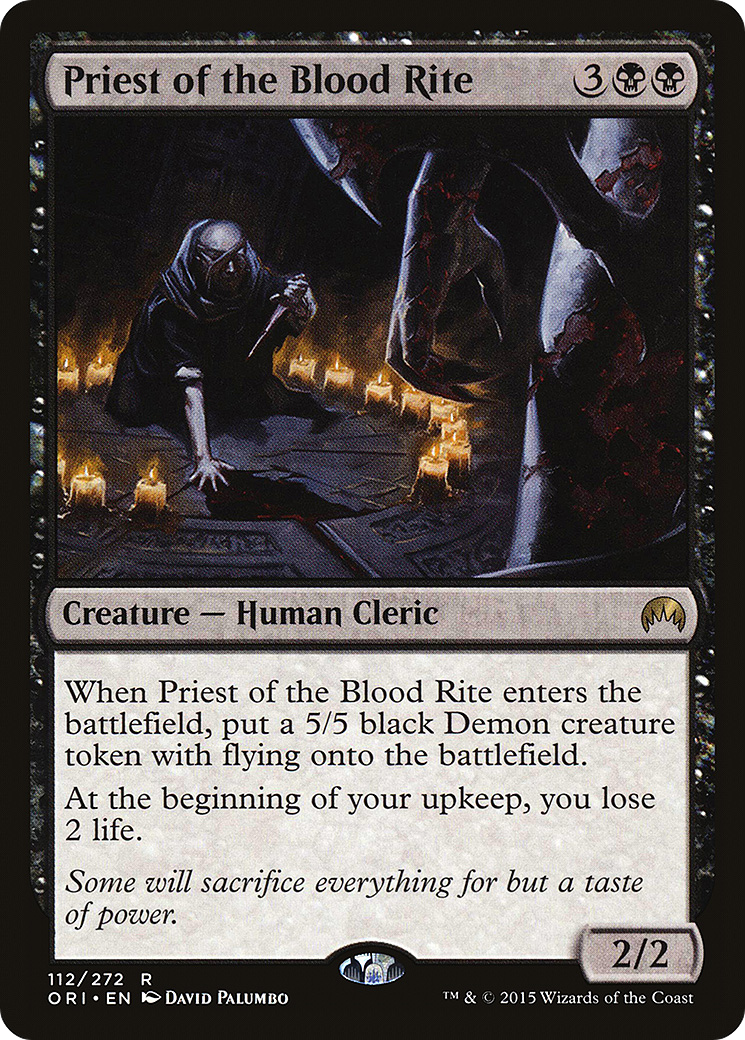 Priest of the Blood Rite 3
Creature — Human Cleric
When Priest of the Blood Rite enters the
battlefield, put a 5/5 black Demon creature
token with flying onto the battlefield.
At the beginning of your upkeep, you lose
2 life.
Some will sacrifice everything for but a taste
of power.
2/2
112/272 R
ORI • EN DAVID PALUMBO
™ & © 2015 Wizards of the Coast